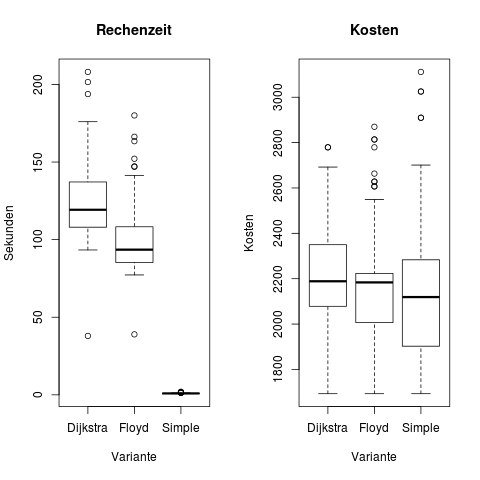 Rechenzeit
Sekunden
200
150
100
50
0
Dijkstra Floyd Simple
Variante
Kosten
Kosten
3000
2800
2600
2400
2200
2000
1800
Dijkstra Floyd Simple
Variante